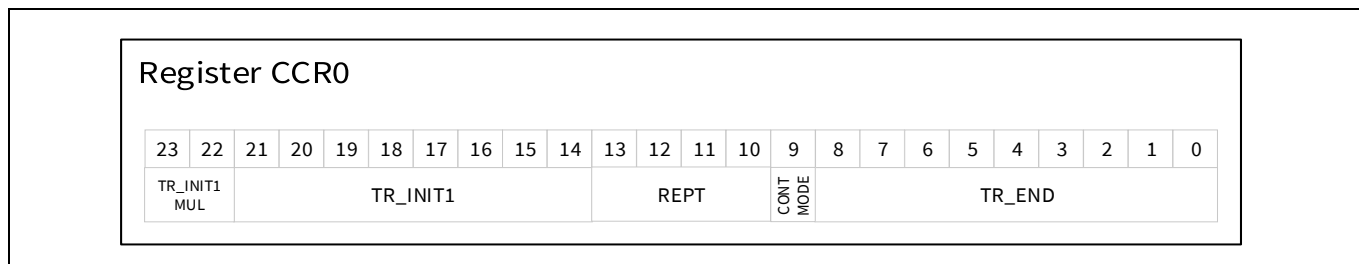 Register CCR0
23 22 21 20 19 18 17 16 15 14 13 12 11 10 9 8 7 6 5 4 3 2 1 0
TR_INIT1
MUL
TR_INIT1
REPT
CONT
MODE
TR_END